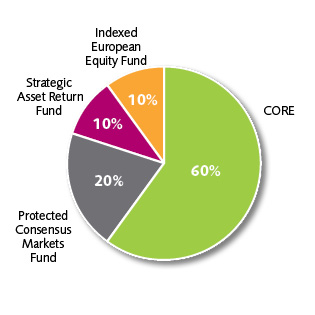 Indexed
European
Equity Fund
10%
Strategic
Asset Return
Fund
10%
CORE
60%
20%
Protected
Consensus
Markets
Fund